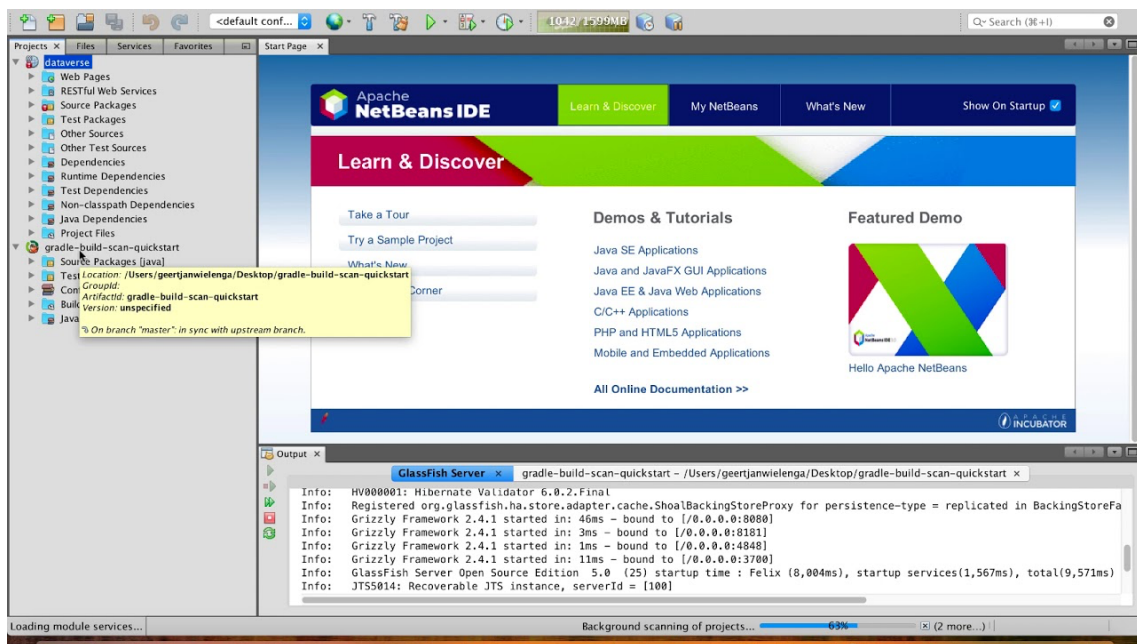 <default conf...
1042/1599MB
Search (⌘+I)
Projects
Files
Services
Favorites
Start Page
dataverse
Web Pages
RESTful Web Services
Source Packages
Test Packages
Other Sources
Other Test Sources
Dependencies
Runtime Dependencies
Test Dependencies
Non-classpath Dependencies
Java Dependencies
Project Files
gradle-build-scan-quickstart
Source Packages [java]
Location: /Users/geertjanwielenga/Desktop/gradle-build-scan-quickstart
GroupId:
ArtifactId: gradle-build-scan-quickstart
Version: unspecified
On branch "master": in sync with upstream branch.
Tes
Con
Buil
Java
Apache
NetBeans IDE
Learn & Discover
My NetBeans
What's New
Show On Startup
Learn & Discover
Take a Tour
Try a Sample Project
What's New
Corner
Demos & Tutorials
Java SE Applications
Java and JavaFX GUI Applications
Java EE & Java Web Applications
C/C++ Applications
PHP and HTML5 Applications
Mobile and Embedded Applications
All Online Documentation >>
Featured Demo
Hello Apache NetBeans
APACHE
INCUBATOR
Output
GlassFish Server
gradle-build-scan-quickstart - /Users/geertjanwielenga/Desktop/gradle-build-scan-quickstart
Info: HV000001: Hibernate Validator 6.0.2.Final
Info: Registered org.glassfish.ha.store.adapter.cache.ShoalBackingStoreProxy for persistence-type = replicated in BackingStoreFa
Info: Grizzly Framework 2.4.1 started in: 46ms - bound to [/0.0.0.0:8080]
Info: Grizzly Framework 2.4.1 started in: 3ms - bound to [/0.0.0.0:8181]
Info: Grizzly Framework 2.4.1 started in: 1ms - bound to [/0.0.0.0:4848]
Info: Grizzly Framework 2.4.1 started in: 11ms - bound to [/0.0.0.0:3700]
Info: GlassFish Server Open Source Edition 5.0 (25) startup time : Felix (8,004ms), startup services(1,567ms), total(9,571ms)
Info: JTS5014: Recoverable JTS instance, serverId = [100]
Loading module services...
Background scanning of projects...
63%
(2 more...)